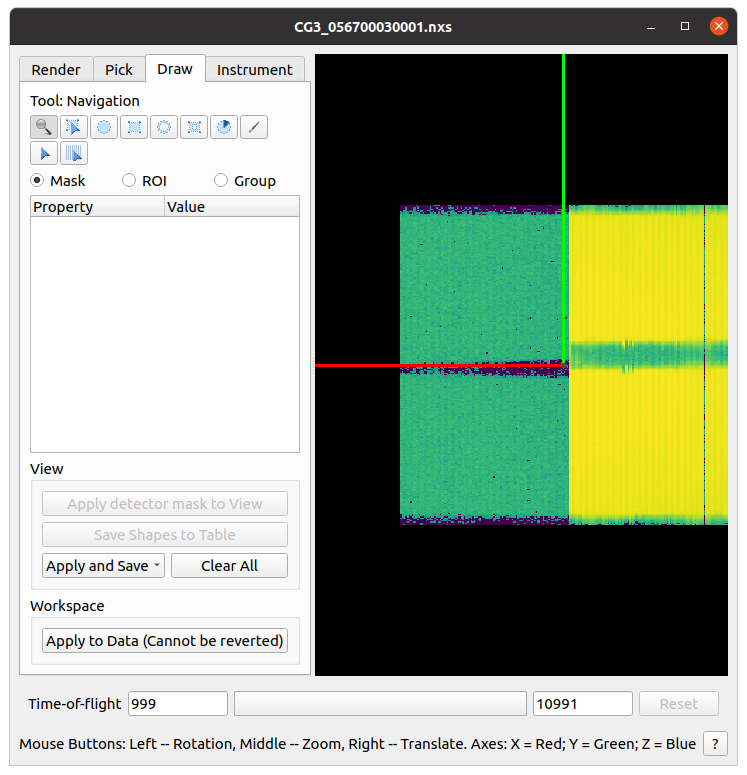 CG3_056700030001.nxs
Render Pick Draw Instrument
Tool: Navigation
Mask ROI Group
Property Value
View
Apply detector mask to View
Save Shapes to Table
Apply and Save Clear All
Workspace
Apply to Data (Cannot be reverted)
Time-of-flight 999 10991 Reset
Mouse Buttons: Left -- Rotation, Middle -- Zoom, Right -- Translate. Axes: X = Red; Y = Green; Z = Blue ?